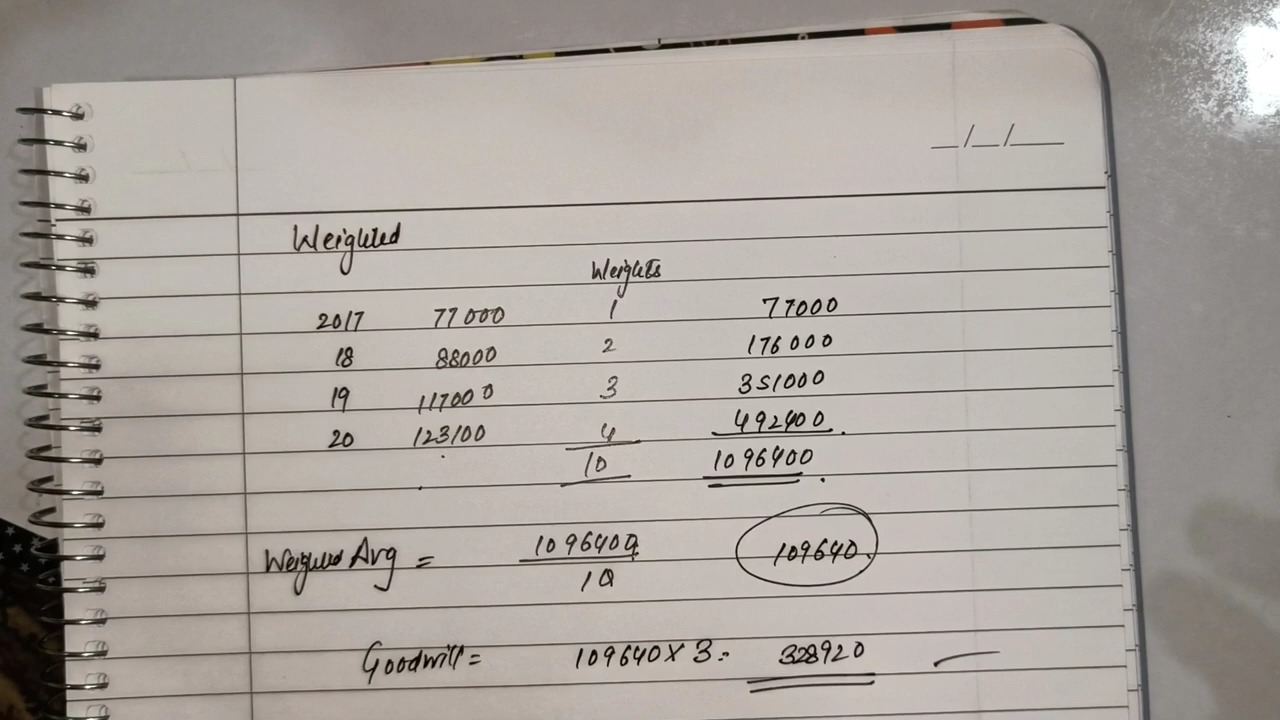 _/_/__
Weighted
Weights
2017 77000 1 77000
18 88000 2 176000
19 117000 3 351000
20 123100 4 492400
10 1096400
Weighted Avg = 1096400 / 10 109640
Goodwill = 109640 x 3 = 328920